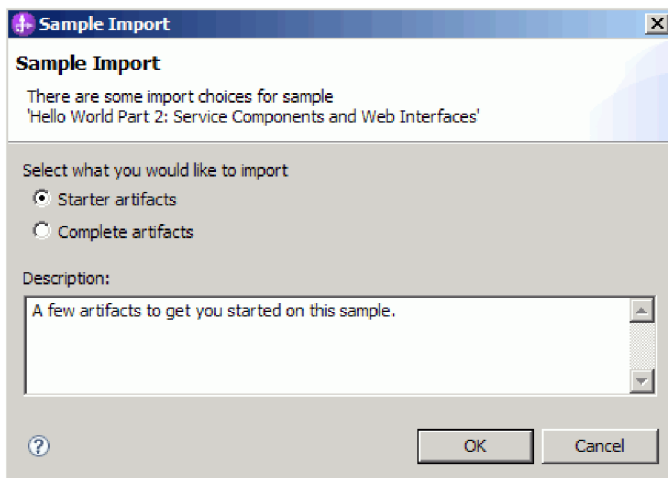 Sample Import
Sample Import
There are some import choices for sample
'Hello World Part 2: Service Components and Web Interfaces'
Select what you would like to import
Starter artifacts
Complete artifacts
Description:
A few artifacts to get you started on this sample.
?
OK
Cancel